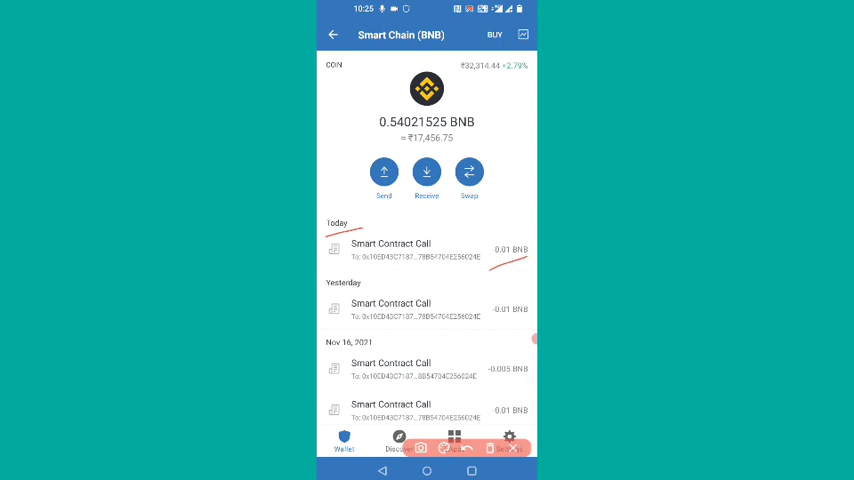 10:25
Smart Chain (BNB)
BUY
COIN
₹32,314.44 +2.79%
0.54021525 BNB
≈ ₹17,456.75
Send
Receive
Swap
Today
Smart Contract Call
-0.01 BNB
To: 0x10ED43C7187...78B54704E256024E
Yesterday
Smart Contract Call
-0.01 BNB
To: 0x10ED43C7187...78B54704E256024E
Nov 16, 2021
Smart Contract Call
-0.005 BNB
To: 0x10ED43C7187...8B54704E256024E
Smart Contract Call
-0.01 BNB
To: 0x10ED43C7187...78B54704E256024E
Wallet